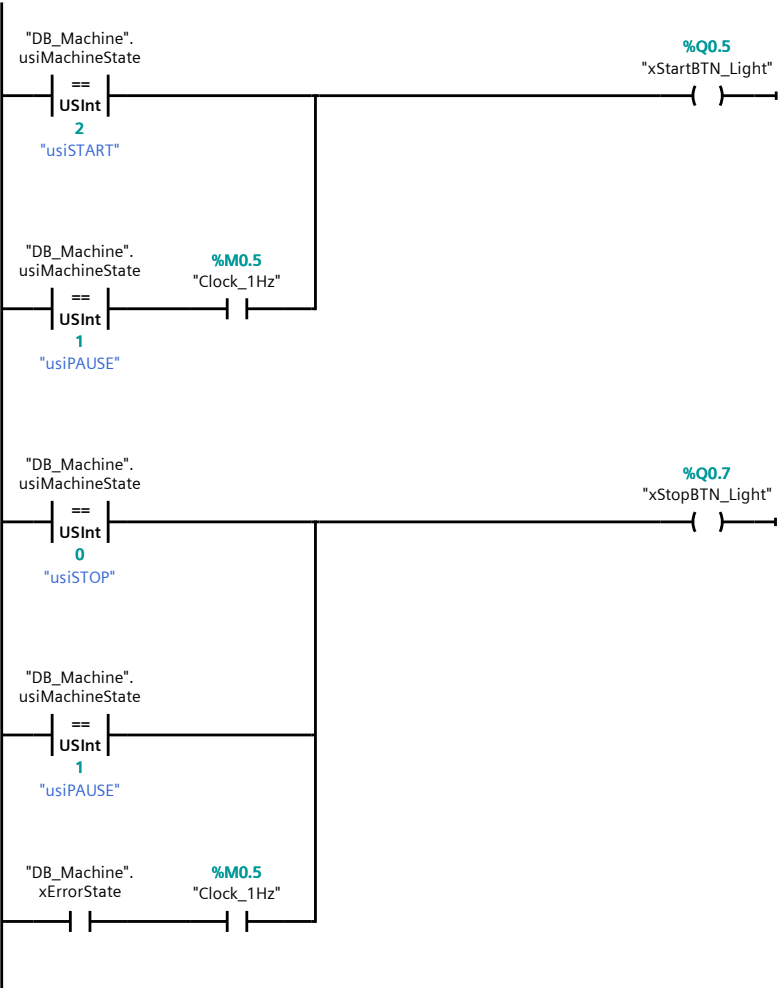 "DB_Machine".
usiMachineState
==
USInt
2
"usiSTART"
%Q0.5
"xStartBTN_Light"
"DB_Machine".
usiMachineState
==
USInt
1
"usiPAUSE"
%M0.5
"Clock_1Hz"
"DB_Machine".
usiMachineState
==
USInt
0
"usiSTOP"
%Q0.7
"xStopBTN_Light"
"DB_Machine".
usiMachineState
==
USInt
1
"usiPAUSE"
"DB_Machine".
xErrorState
%M0.5
"Clock_1Hz"